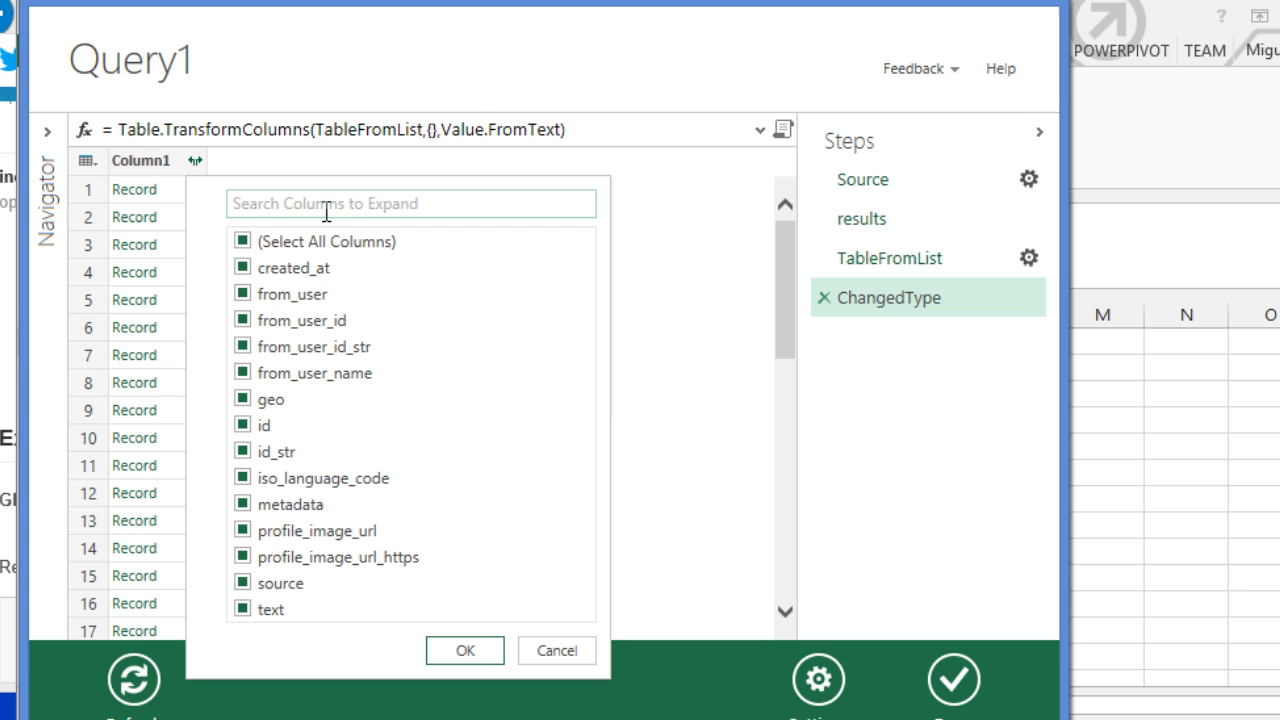 Query1
Feedback
Help
?
POWERPIVOT
TEAM
Migu
fx = Table.TransformColumns(TableFromList,{},Value.FromText)
Navigator
Column1
1 Record
2 Record
3 Record
4 Record
5 Record
6 Record
7 Record
8 Record
9 Record
10 Record
11 Record
12 Record
13 Record
14 Record
15 Record
16 Record
17 Record
Search Columns to Expand
(Select All Columns)
created_at
from_user
from_user_id
from_user_id_str
from_user_name
geo
id
id_str
iso_language_code
metadata
profile_image_url
profile_image_url_https
source
text
OK
Cancel
Steps
Source
results
TableFromList
ChangedType
M
N
O